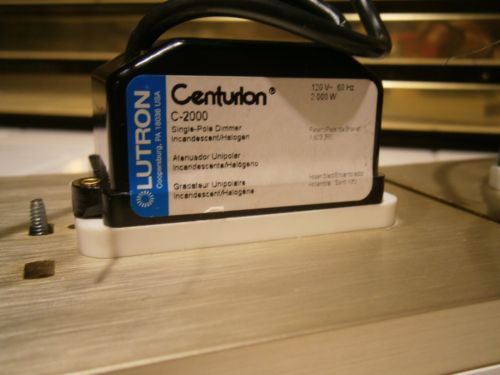 LUTRON
Coopersburg, PA 18036 USA
Centurion®
C-2000
Single-Pole Dimmer
Incandescent/Halogen
Atenuador Unipolar
Incandescente/Halógeno
Gradateur Unipolaire
Incandescent/Halogène
120 V~ 60 Hz
2 000 W